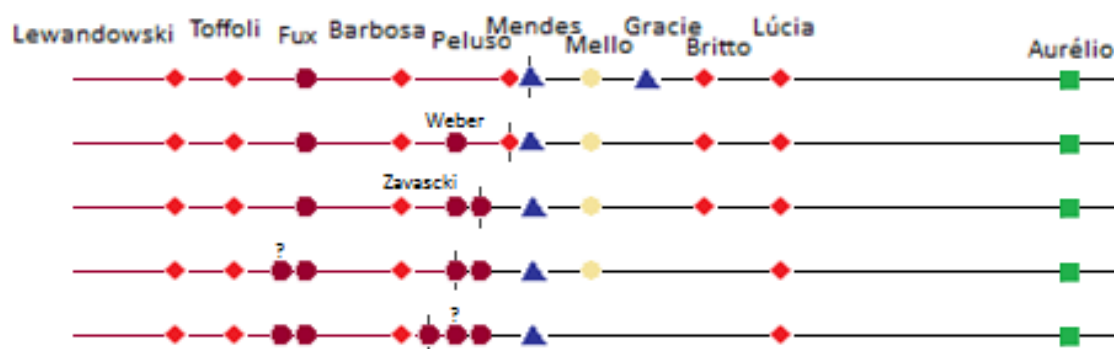 Lewandowski Toffoli Fux Barbosa Peluso Mendes Mello Gracie Britto Lúcia Aurélio
Weber
Zavascki
?
?